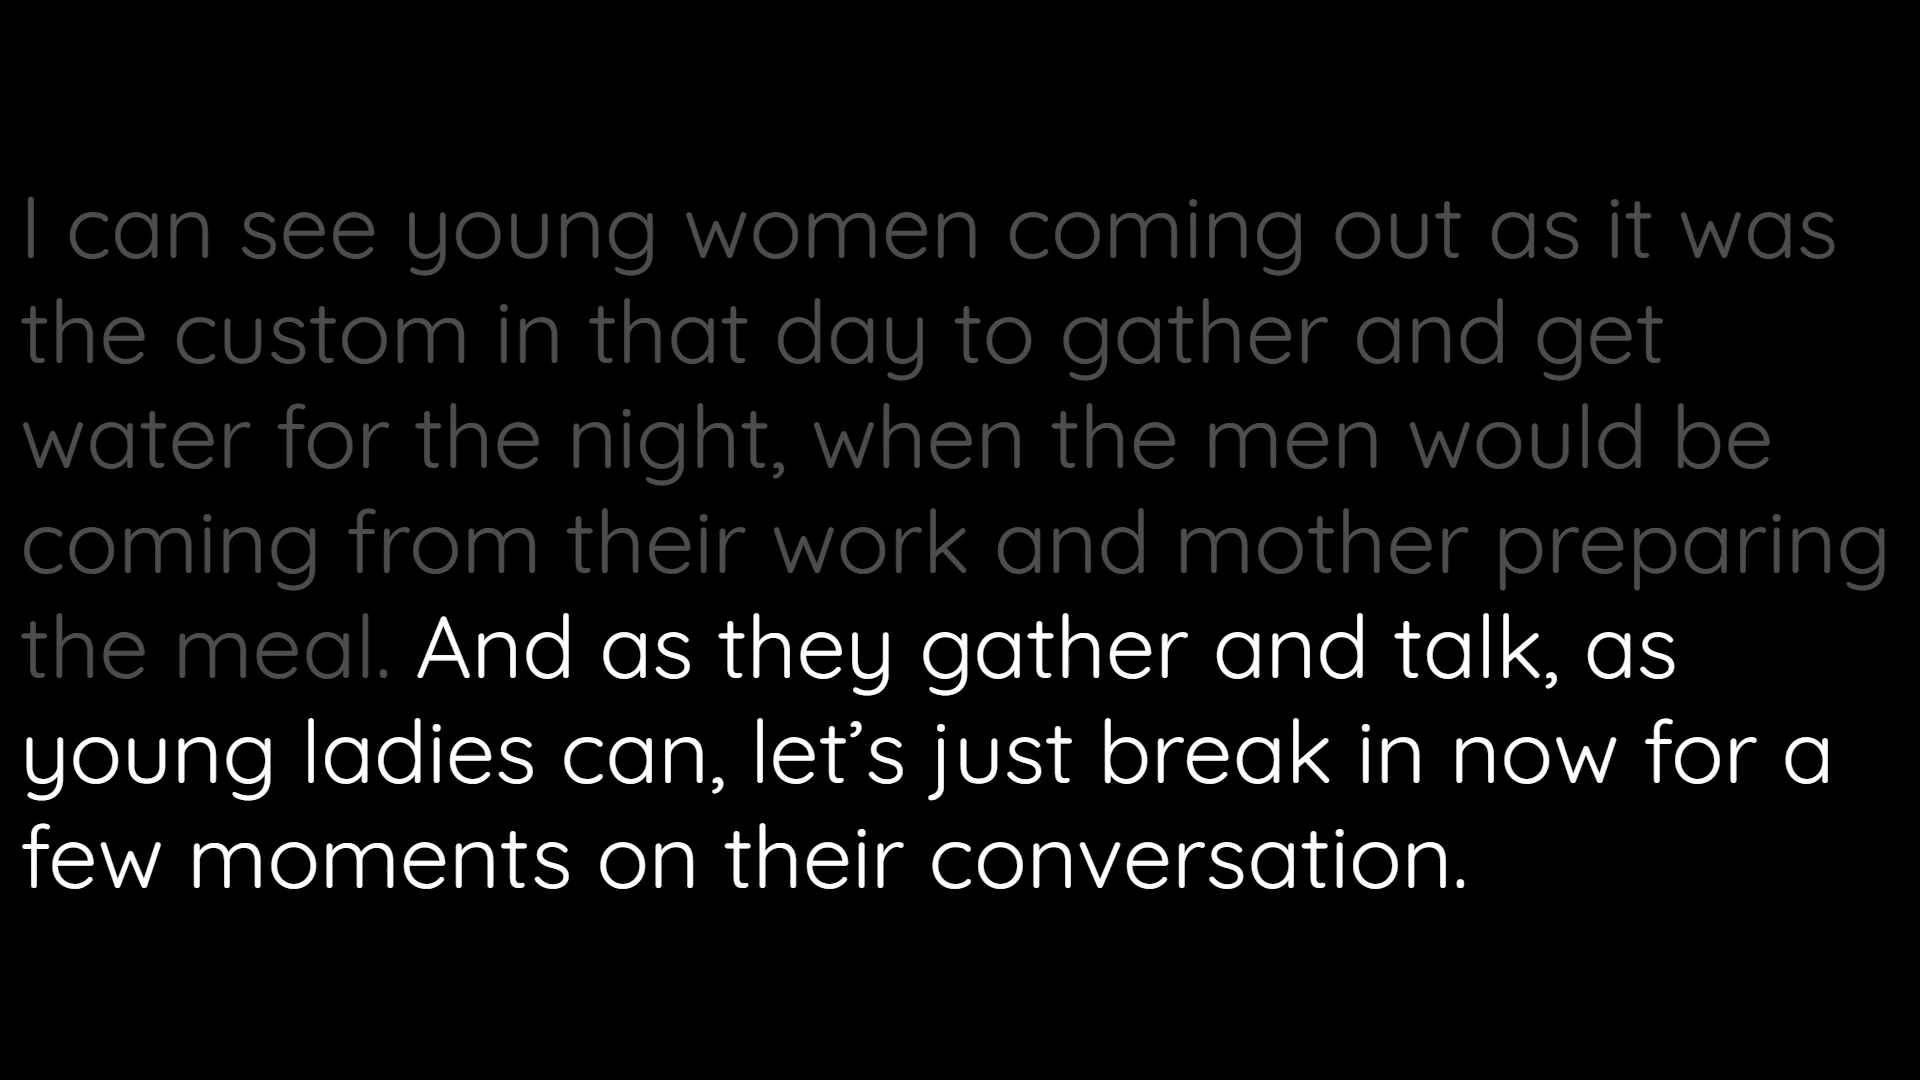 I can see young women coming out as it was
the custom in that day to gather and get
water for the night, when the men would be
coming from their work and mother preparing
the meal. And as they gather and talk, as
young ladies can, let’s just break in now for a
few moments on their conversation.